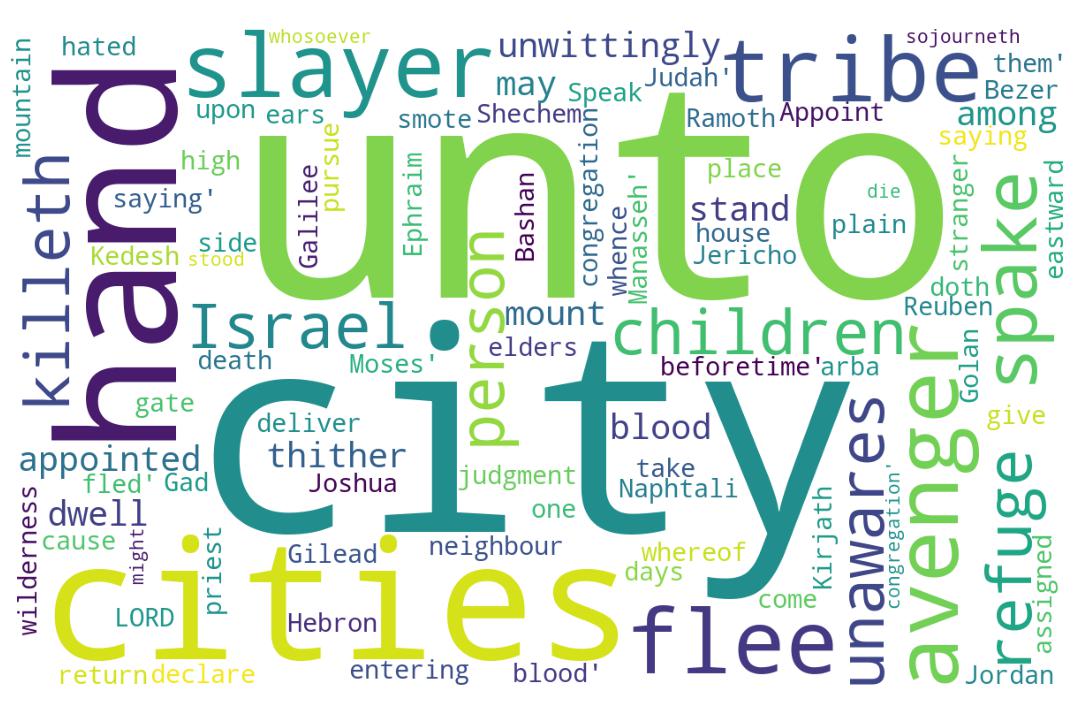 whosoever
sojourneth
hated
slayer
unwittingly
tribe
them'
mountain
may
Speak
Judah'
Bezer
hand
upon
ears
smote
Shechem
Ramoth
Appoint
among
unto
saying
high
pursue
congregation
place
stranger
killeth
saying'
Galilee
Ephraim
Bashan
whence
Manasseh'
stand
die
plain
spake
eastward
Kedesh
side
stood
person
house
Jericho
doth
Reuben
Israel
mount
children
elders
Golan
death
Moses'
beforetime'
arba
city
gate
deliver
blood
avenger
give
appointed
thither
judgment
take
unawares
refuge
fled'
Gad
Joshua
Naphtali
congregation'
dwell
one
Kirjath
wilderness
cause
might
priest
Gilead
neighbour
whereof
assigned
cities
days
LORD
Hebron
come
flee
return
declare
entering
blood'
Jordan